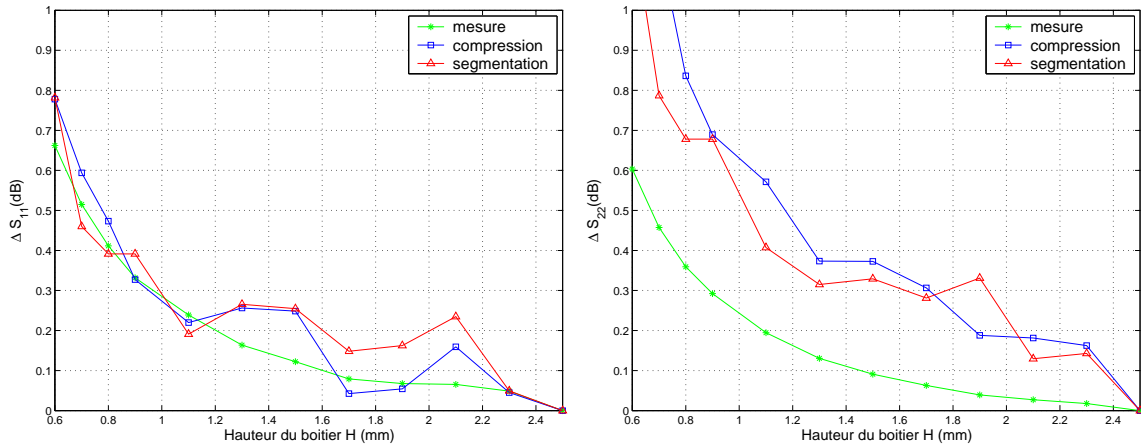 1
0.9
0.8
0.7
0.6
0.5
0.4
0.3
0.2
0.1
0
Δ S11(dB)
0.6 0.8 1 1.2 1.4 1.6 1.8 2 2.2 2.4
Hauteur du boitier H (mm)
mesure
compression
segmentation
1
0.9
0.8
0.7
0.6
0.5
0.4
0.3
0.2
0.1
0
Δ S22(dB)
0.6 0.8 1 1.2 1.4 1.6 1.8 2 2.2 2.4
Hauteur du boitier H (mm)
mesure
compression
segmentation